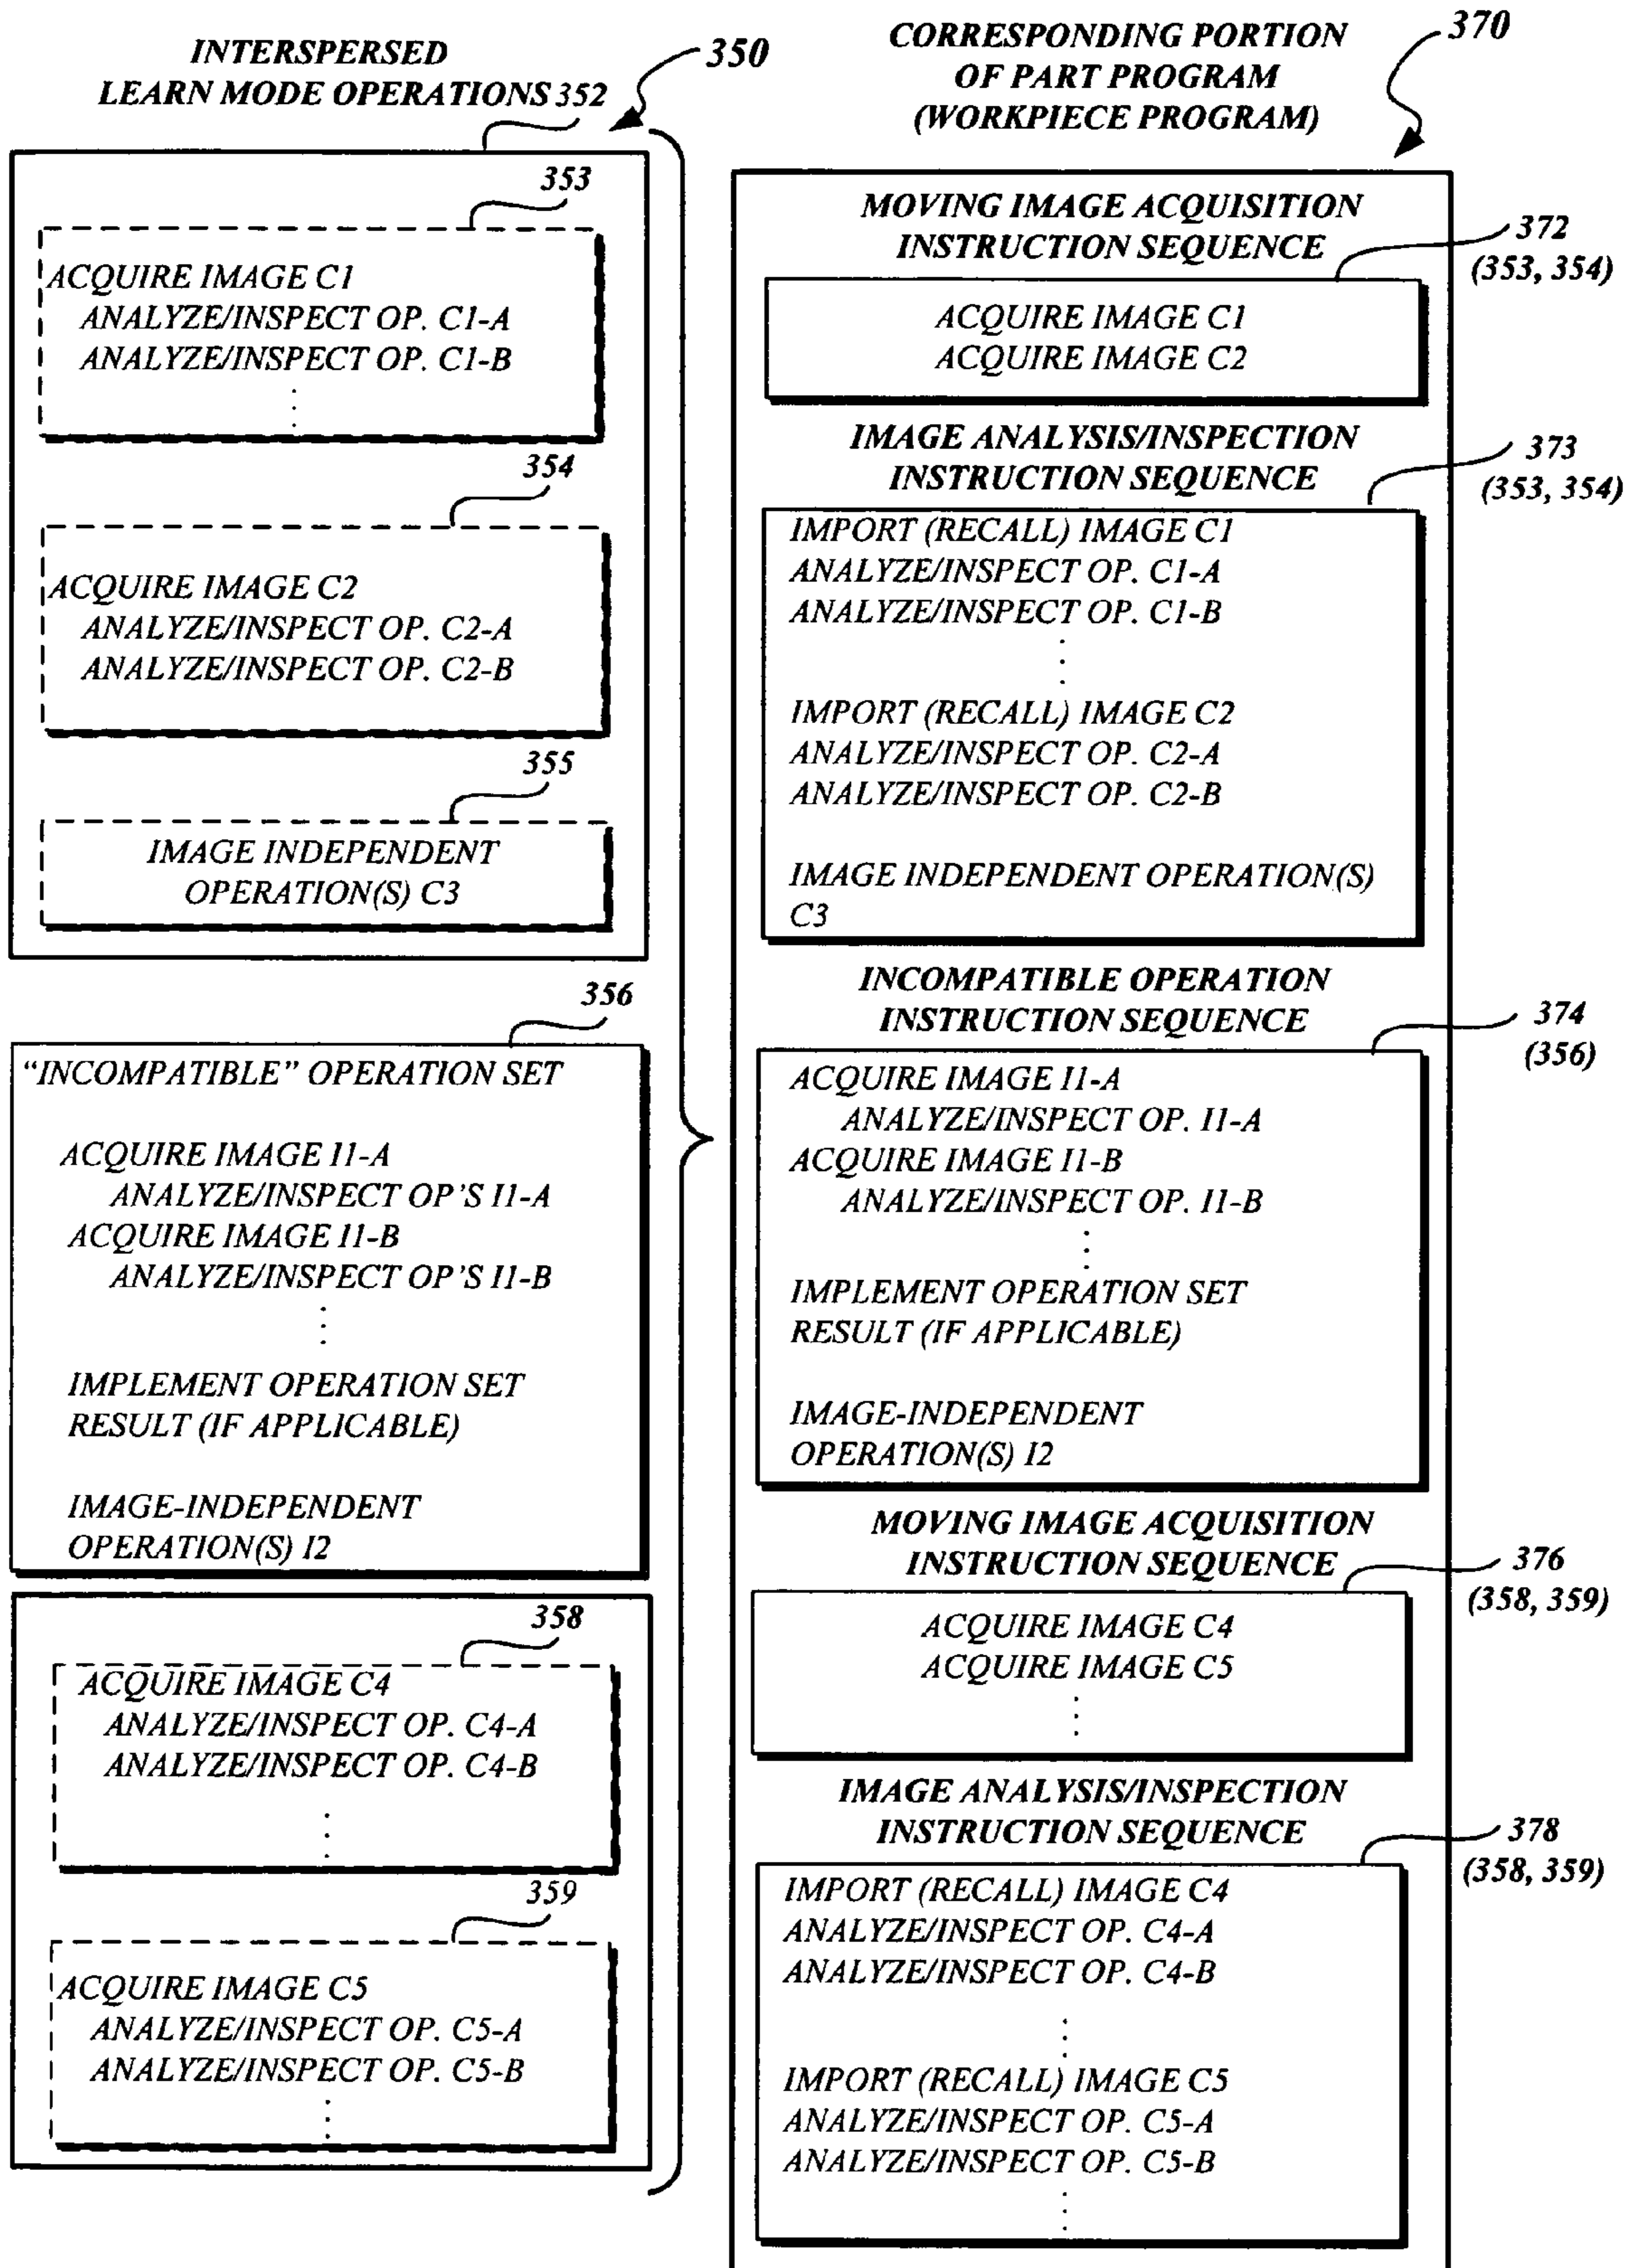 INTERSPERSED
LEARN MODE OPERATIONS 352
350
353
ACQUIRE IMAGE C1
ANALYZE/INSPECT OP. C1-A
ANALYZE/INSPECT OP. C1-B
354
ACQUIRE IMAGE C2
ANALYZE/INSPECT OP. C2-A
ANALYZE/INSPECT OP. C2-B
355
IMAGE INDEPENDENT
OPERATION(S) C3
356
“INCOMPATIBLE” OPERATION SET
ACQUIRE IMAGE I1-A
ANALYZE/INSPECT OP'S I1-A
ACQUIRE IMAGE I1-B
ANALYZE/INSPECT OP'S I1-B
IMPLEMENT OPERATION SET
RESULT (IF APPLICABLE)
IMAGE-INDEPENDENT
OPERATION(S) I2
358
ACQUIRE IMAGE C4
ANALYZE/INSPECT OP. C4-A
ANALYZE/INSPECT OP. C4-B
359
ACQUIRE IMAGE C5
ANALYZE/INSPECT OP. C5-A
ANALYZE/INSPECT OP. C5-B
CORRESPONDING PORTION
OF PART PROGRAM
(WORKPIECE PROGRAM)
370
MOVING IMAGE ACQUISITION
INSTRUCTION SEQUENCE
372
(353, 354)
ACQUIRE IMAGE C1
ACQUIRE IMAGE C2
IMAGE ANALYSIS/INSPECTION
INSTRUCTION SEQUENCE
373
(353, 354)
IMPORT (RECALL) IMAGE C1
ANALYZE/INSPECT OP. C1-A
ANALYZE/INSPECT OP. C1-B
IMPORT (RECALL) IMAGE C2
ANALYZE/INSPECT OP. C2-A
ANALYZE/INSPECT OP. C2-B
IMAGE INDEPENDENT OPERATION(S)
C3
INCOMPATIBLE OPERATION
INSTRUCTION SEQUENCE
374
(356)
ACQUIRE IMAGE I1-A
ANALYZE/INSPECT OP. I1-A
ACQUIRE IMAGE I1-B
ANALYZE/INSPECT OP. I1-B
IMPLEMENT OPERATION SET
RESULT (IF APPLICABLE)
IMAGE-INDEPENDENT
OPERATION(S) I2
MOVING IMAGE ACQUISITION
INSTRUCTION SEQUENCE
376
(358, 359)
ACQUIRE IMAGE C4
ACQUIRE IMAGE C5
IMAGE ANALYSIS/INSPECTION
INSTRUCTION SEQUENCE
378
(358, 359)
IMPORT (RECALL) IMAGE C4
ANALYZE/INSPECT OP. C4-A
ANALYZE/INSPECT OP. C4-B
IMPORT (RECALL) IMAGE C5
ANALYZE/INSPECT OP. C5-A
ANALYZE/INSPECT OP. C5-B